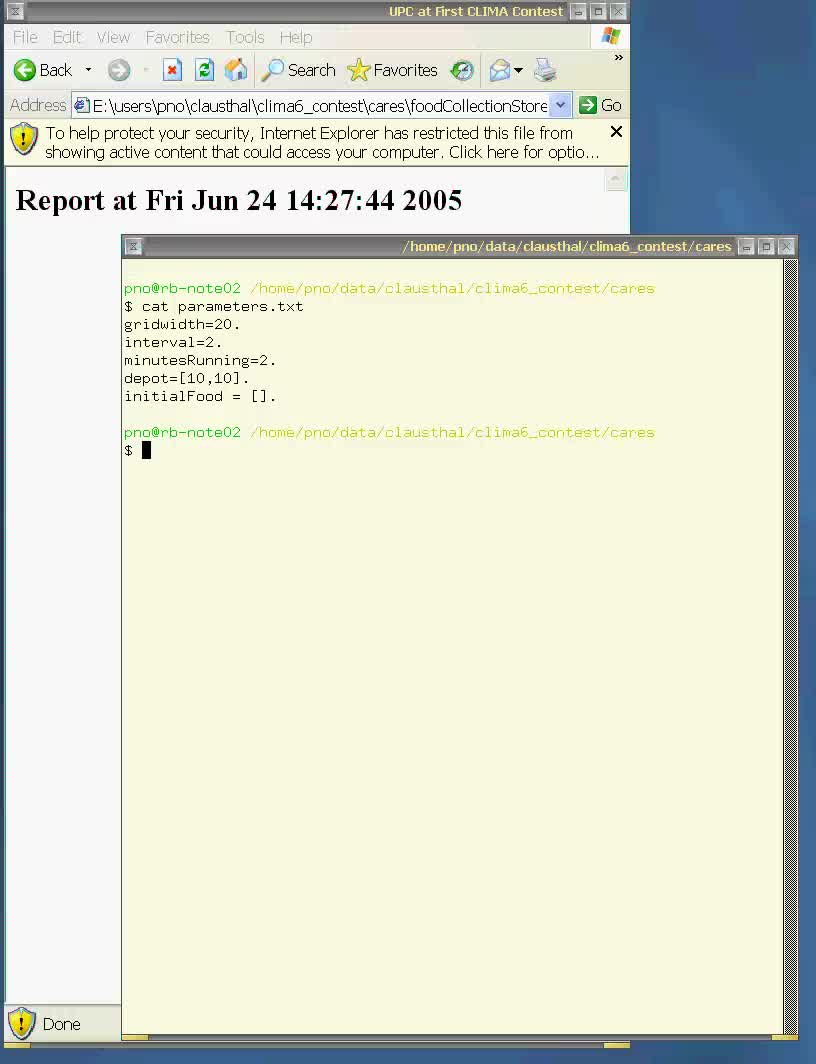 UPC at First CLIMA Contest
File Edit View Favorites Tools Help
Back Search Favorites »
Address E:\users\pno\clausthal\clima6_contest\cares\foodCollectionStore Go
To help protect your security, Internet Explorer has restricted this file from
showing active content that could access your computer. Click here for optio...
Report at Fri Jun 24 14:27:44 2005
/home/pno/data/clausthal/clima6_contest/cares
pno@rb-note02 /home/pno/data/clausthal/clima6_contest/cares
$ cat parameters.txt
gridwidth=20.
interval=2.
minutesRunning=2.
depot=[10,10].
initialFood = [].
pno@rb-note02 /home/pno/data/clausthal/clima6_contest/cares
$
Done